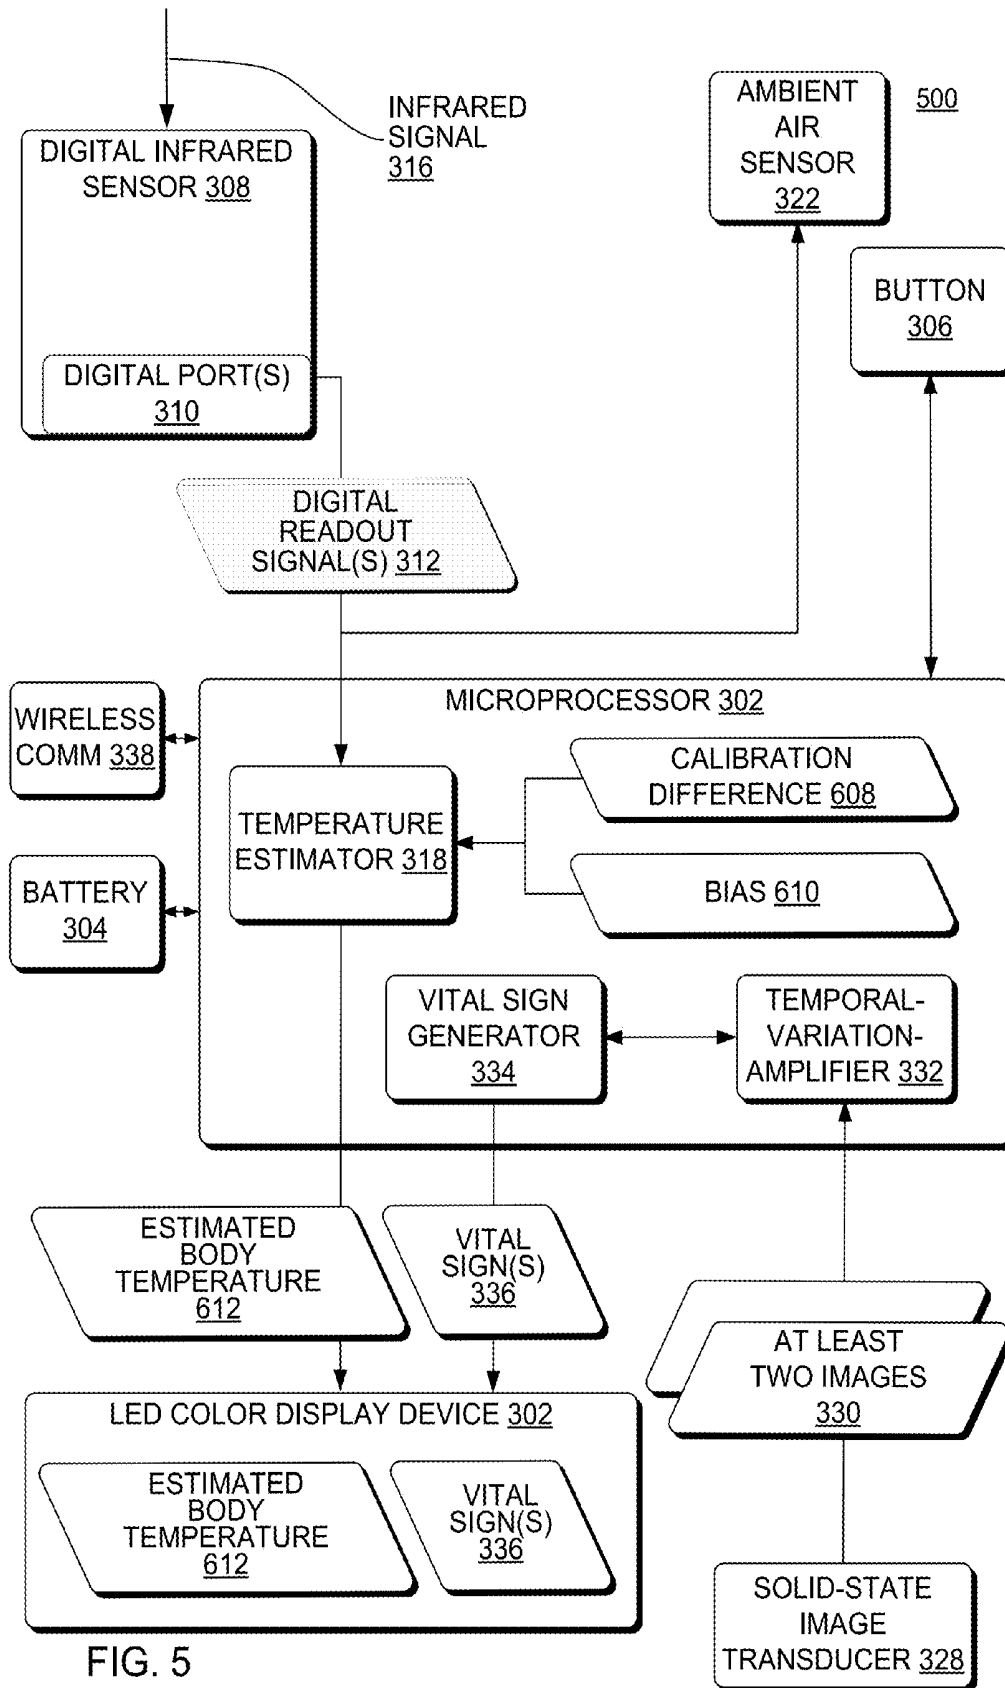 INFRARED
SIGNAL
316
AMBIENT
AIR
SENSOR
322
500
DIGITAL INFRARED
SENSOR 308
BUTTON
306
DIGITAL PORT(S)
310
DIGITAL
READOUT
SIGNAL(S) 312
MICROPROCESSOR 302
WIRELESS
COMM 338
CALIBRATION
DIFFERENCE 608
TEMPERATURE
ESTIMATOR 318
BATTERY
304
BIAS 610
VITAL SIGN
GENERATOR
334
TEMPORAL-
VARIATION-
AMPLIFIER 332
ESTIMATED
BODY
TEMPERATURE
612
VITAL
SIGN(S)
336
AT LEAST
TWO IMAGES
330
LED COLOR DISPLAY DEVICE 302
ESTIMATED
BODY
TEMPERATURE
612
VITAL
SIGN(S)
336
SOLID-STATE
IMAGE
TRANSDUCER 328
FIG. 5